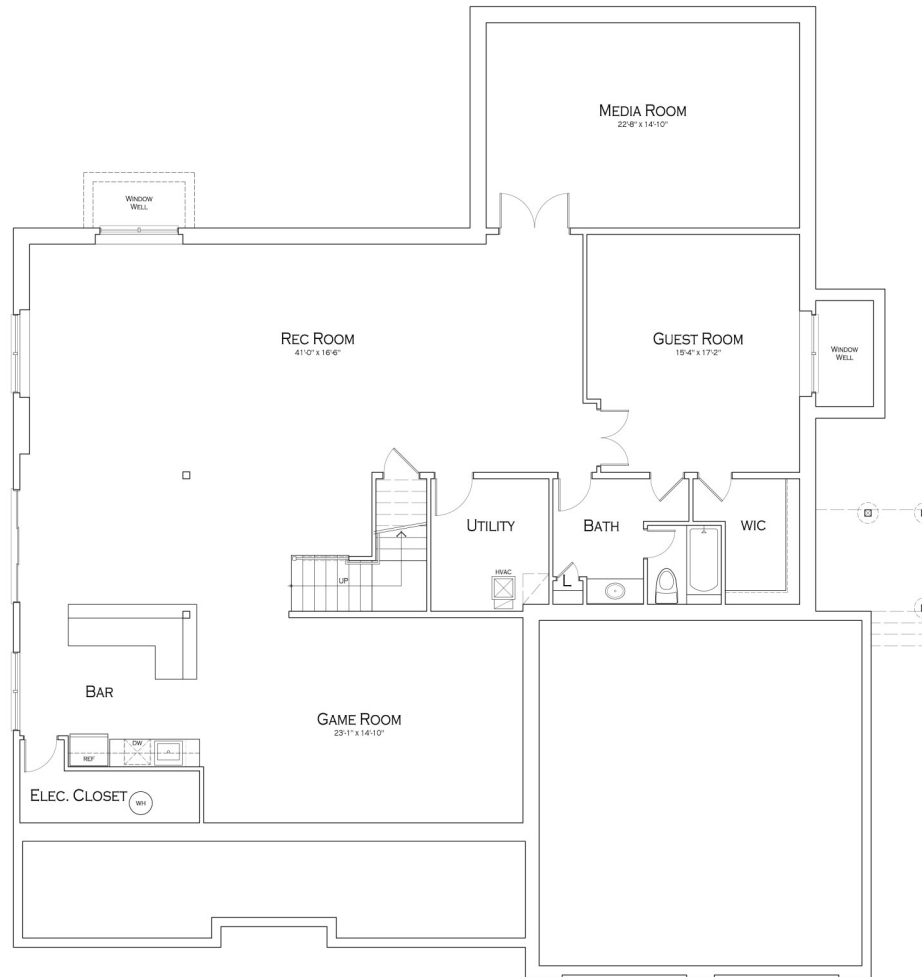 MEDIA ROOM
22'-8" x 14'-10"
WINDOW
WELL
REC ROOM
41'-0" x 16'-6"
GUEST ROOM
15'-4" x 17'-2"
WINDOW
WELL
UTILITY
BATH
WIC
HVAC
UP
L
BAR
GAME ROOM
23'-1" x 14'-10"
DW
REF
ELEC. CLOSET
WH